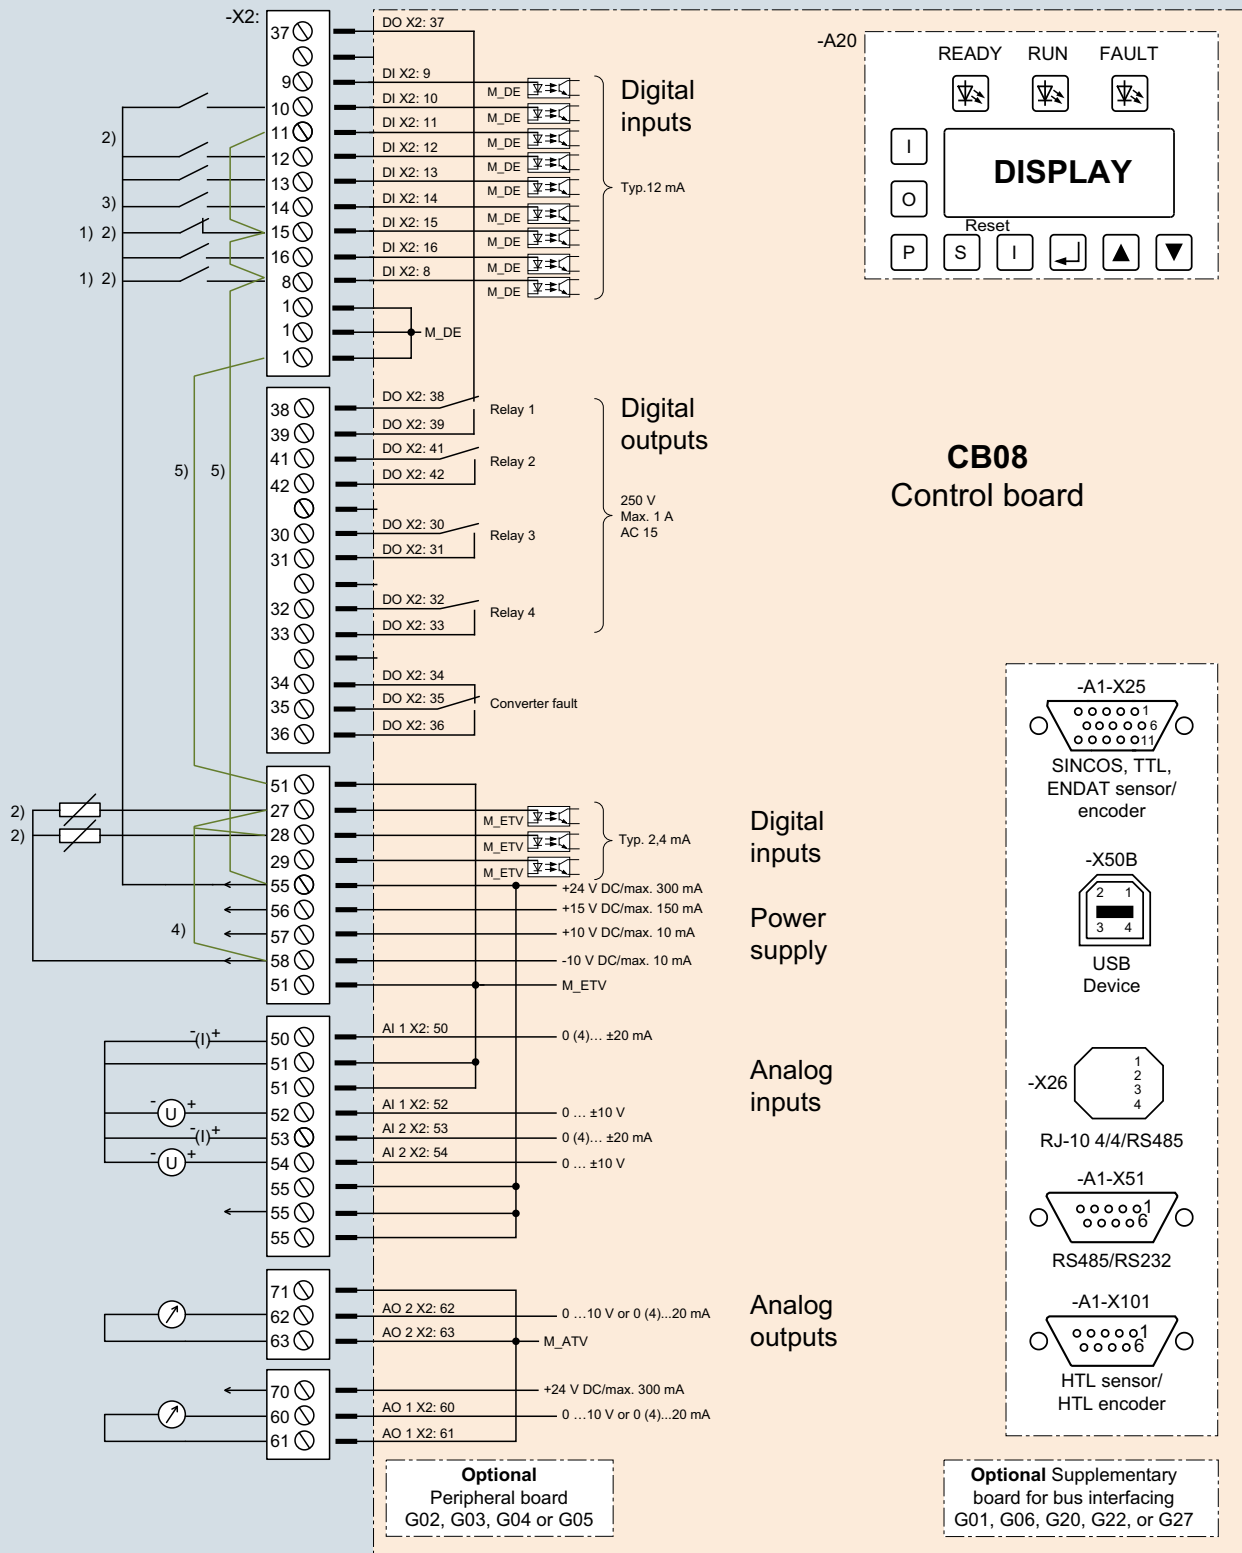 -X2:
37 DO X2: 37
9 DI X2: 9 M_DE
10 DI X2: 10 M_DE
2) 11 DI X2: 11 M_DE
12 DI X2: 12 M_DE
13 DI X2: 13 M_DE
3) 14 DI X2: 14 M_DE
1) 2) 15 DI X2: 15 M_DE
16 DI X2: 16 M_DE
1) 2) 8 DI X2: 8 M_DE
1
1 M_DE
1
Digital
inputs
Typ.12 mA
38 DO X2: 38 Relay 1
39 DO X2: 39
41 DO X2: 41 Relay 2
42 DO X2: 42
5) 5)
30 DO X2: 30 Relay 3
31 DO X2: 31
32 DO X2: 32 Relay 4
33 DO X2: 33
34 DO X2: 34
35 DO X2: 35 Converter fault
36 DO X2: 36
Digital
outputs
250 V
Max. 1 A
AC 15
51
2) 27 M_ETV
2) 28 M_ETV Typ. 2,4 mA
29 M_ETV
55 +24 V DC/max. 300 mA
56 +15 V DC/max. 150 mA
4) 57 +10 V DC/max. 10 mA
58 -10 V DC/max. 10 mA
51 M_ETV
Digital
inputs
Power
supply
- (I) + 50 AI 1 X2: 50 0 (4)... ±20 mA
51
51
- U + 52 AI 1 X2: 52 0 ... ±10 V
- (I) + 53 AI 2 X2: 53 0 (4)... ±20 mA
- U + 54 AI 2 X2: 54 0 ... ±10 V
55
55
55
Analog
inputs
71
62 AO 2 X2: 62 0 ...10 V or 0 (4)...20 mA
63 AO 2 X2: 63 M_ATV
70 +24 V DC/max. 300 mA
60 AO 1 X2: 60 0 ...10 V or 0 (4)...20 mA
61 AO 1 X2: 61
Analog
outputs
Optional
Peripheral board
G02, G03, G04 or G05
-A20
READY RUN FAULT
I
O
DISPLAY
Reset
P S I
CB08
Control board
-A1-X25
1
6
11
SINCOS, TTL,
ENDAT sensor/
encoder
-X50B
2 1
3 4
USB
Device
-X26
1
2
3
4
RJ-10 4/4/RS485
-A1-X51
1
6
RS485/RS232
-A1-X101
1
6
HTL sensor/
HTL encoder
Optional Supplementary
board for bus interfacing
G01, G06, G20, G22, or G27